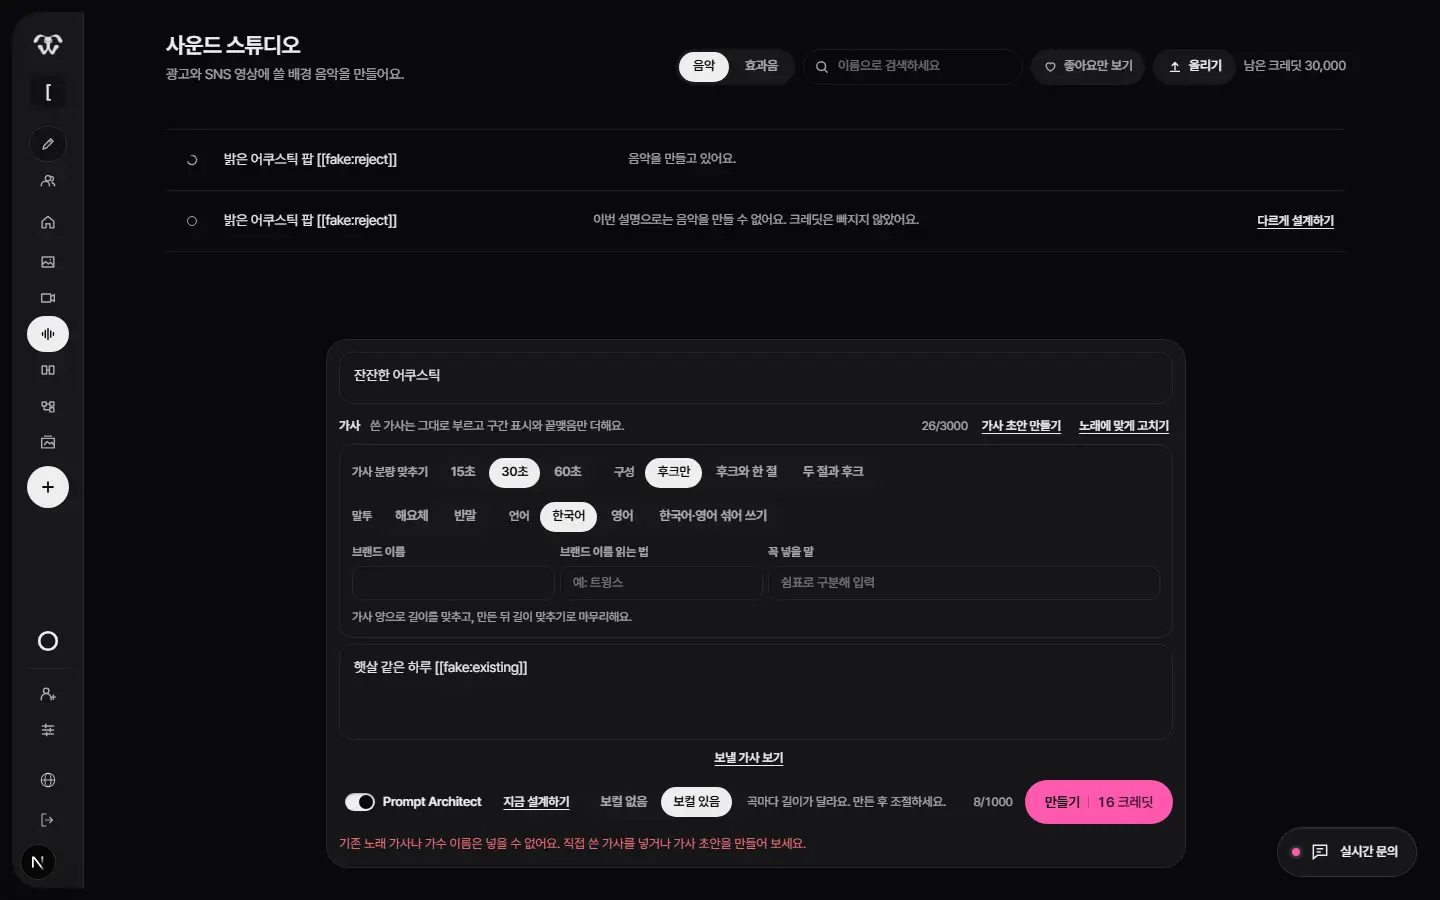 사운드 스튜디오
광고와 SNS 영상에 쓸 배경 음악을 만들어요.
음악 효과음 이름으로 검색하세요 좋아요만 보기 올리기 남은 크레딧 30,000
[
밝은 어쿠스틱 팝 [[fake:reject]] 음악을 만들고 있어요.
밝은 어쿠스틱 팝 [[fake:reject]] 이번 설명으로는 음악을 만들 수 없어요. 크레딧은 빠지지 않았어요. 다르게 설계하기
잔잔한 어쿠스틱
가사 쓴 가사는 그대로 부르고 구간 표시와 끝맺음만 더해요. 26/3000 가사 초안 만들기 노래에 맞게 고치기
가사 분량 맞추기 15초 30초 60초 구성 후크만 후크와 한 절 두 절과 후크
말투 해요체 반말 언어 한국어 영어 한국어·영어 섞어 쓰기
브랜드 이름 브랜드 이름 읽는 법 꼭 넣을 말
예: 트윙스 쉼표로 구분해 입력
가사 양으로 길이를 맞추고, 만든 뒤 길이 맞추기로 마무리해요.
햇살 같은 하루 [[fake:existing]]
보낼 가사 보기
Prompt Architect 지금 설계하기 보컬 없음 보컬 있음 곡마다 길이가 달라요. 만든 후 조절하세요. 8/1000 만들기 16 크레딧
기존 노래 가사나 가수 이름은 넣을 수 없어요. 직접 쓴 가사를 넣거나 가사 초안을 만들어 보세요.
N
실시간 문의